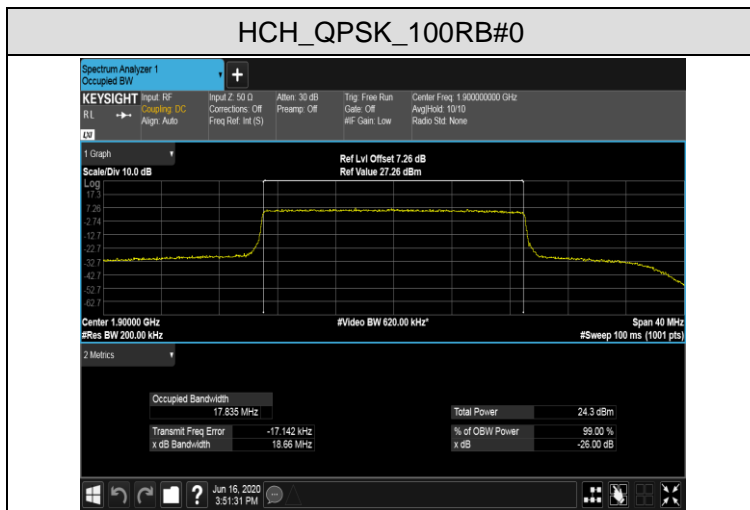 HCH_QPSK_100RB#0
Spectrum Analyzer 1
Occupied BW
+
KEYSIGHT Input: RF Input Z: 50 Ω Atten: 30 dB Trig: Free Run Center Freq: 1.900000000 GHz
RL Coupling: DC Corrections: Off Preamp: Off Gate: Off Avg|Hold: 10/10
Align: Auto Freq Ref: Int (S) #IF Gain: Low Radio Std: None
LXI
1 Graph
Ref Lvl Offset 7.26 dB
Scale/Div 10.0 dB Ref Value 27.26 dBm
Log
17.3
7.26
-2.74
-12.7
-22.7
-32.7
-42.7
-52.7
-62.7
Center 1.90000 GHz #Video BW 620.00 kHz* Span 40 MHz
#Res BW 200.00 kHz #Sweep 100 ms (1001 pts)
2 Metrics
Occupied Bandwidth
17.835 MHz Total Power 24.3 dBm
Transmit Freq Error -17.142 kHz % of OBW Power 99.00 %
x dB Bandwidth 18.66 MHz x dB -26.00 dB
? Jun 16, 2020
3:51:31 PM